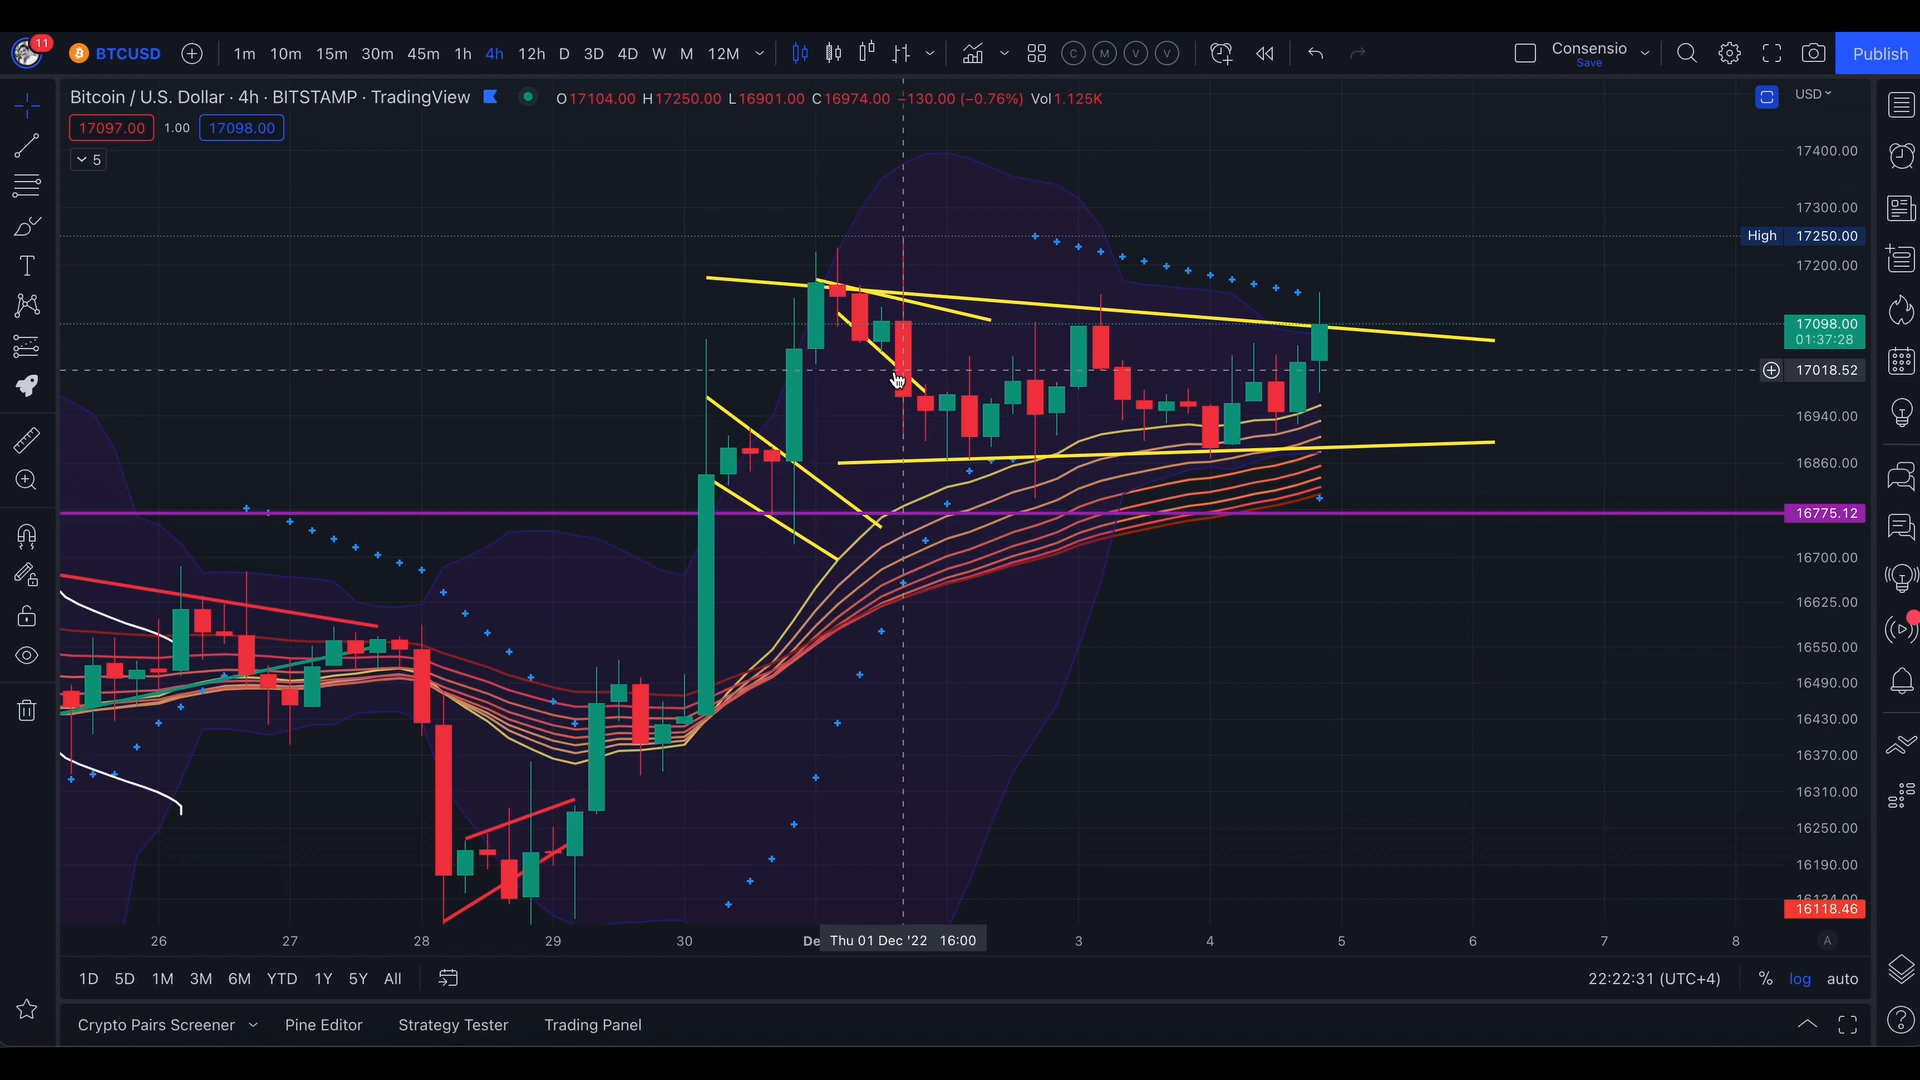 11 BTCUSD 1m 10m 15m 30m 45m 1h 4h 12h D 3D 4D W M 12M C M V V Consensio Save Publish
Bitcoin / U.S. Dollar · 4h · BITSTAMP · TradingView O17104.00 H17250.00 L16901.00 C16974.00 −130.00 (−0.76%) Vol1.125K USD
17097.00 1.00 17098.00
5
17400.00
17300.00
High 17250.00
17200.00
17098.00
01:37:28
17018.52
16940.00
16860.00
16775.12
16700.00
16625.00
16550.00
16490.00
16430.00
16370.00
16310.00
16250.00
16190.00
16118.46
26 27 28 29 30 De Thu 01 Dec '22 16:00 3 4 5 6 7 8 A
1D 5D 1M 3M 6M YTD 1Y 5Y All 22:22:31 (UTC+4) % log auto
Crypto Pairs Screener Pine Editor Strategy Tester Trading Panel